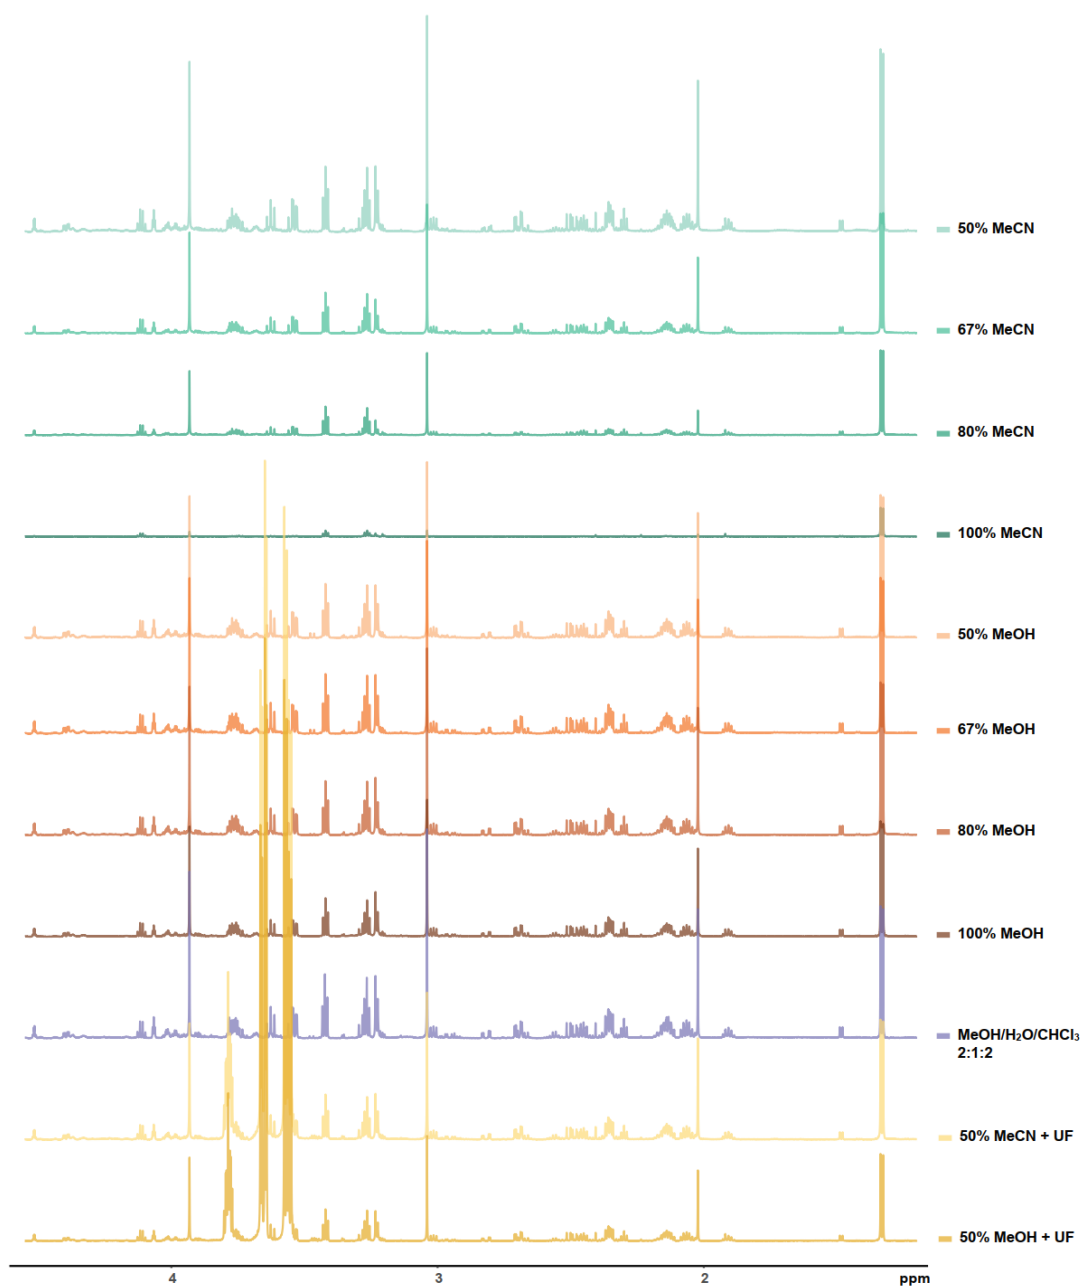 50% MeCN
67% MeCN
80% MeCN
100% MeCN
50% MeOH
67% MeOH
80% MeOH
100% MeOH
MeOH/H₂O/CHCl₃
2:1:2
50% MeCN + UF
50% MeOH + UF
4 3 2 ppm